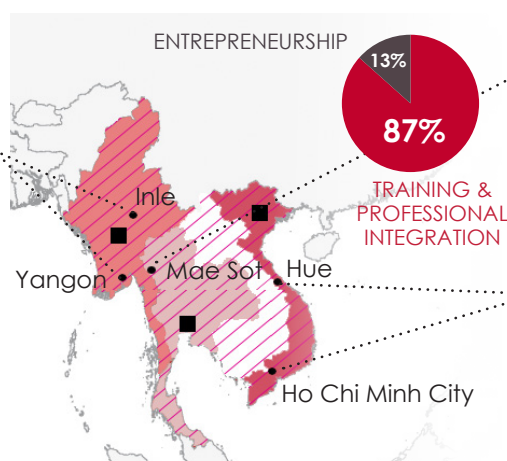 ENTREPRENEURSHIP
13%
87%
TRAINING &
PROFESSIONAL
INTEGRATION
Inle
Yangon
Mae Sot
Hue
Ho Chi Minh City